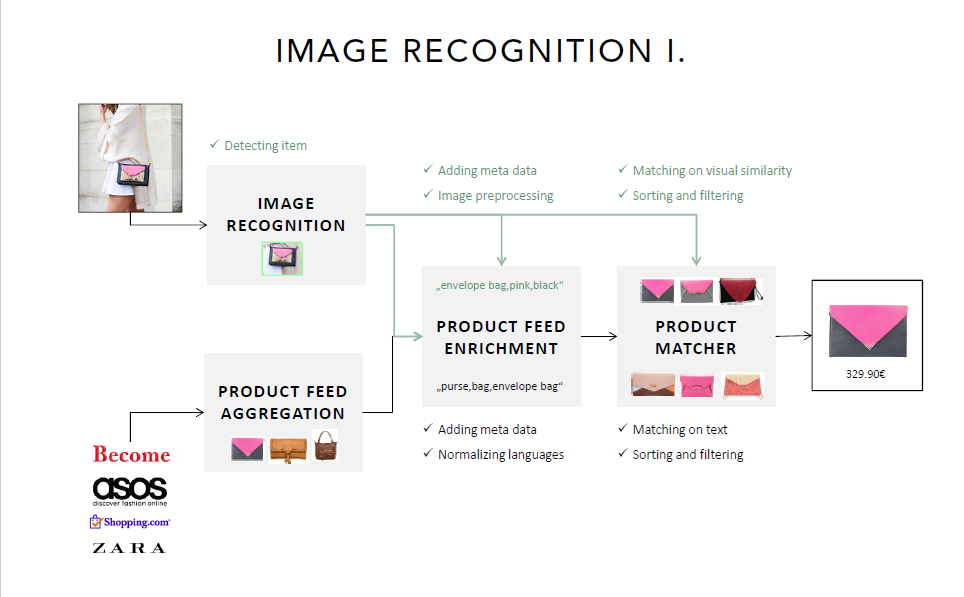 IMAGE RECOGNITION I.
✓ Detecting item
IMAGE
RECOGNITION
✓ Adding meta data
✓ Image preprocessing
✓ Matching on visual similarity
✓ Sorting and filtering
„envelope bag,pink,black“
PRODUCT FEED
ENRICHMENT
„purse,bag,envelope bag“
PRODUCT
MATCHER
329.90€
PRODUCT FEED
AGGREGATION
✓ Adding meta data
✓ Normalizing languages
✓ Matching on text
✓ Sorting and filtering
Become
asos
discover fashion online
Shopping.com
ZARA